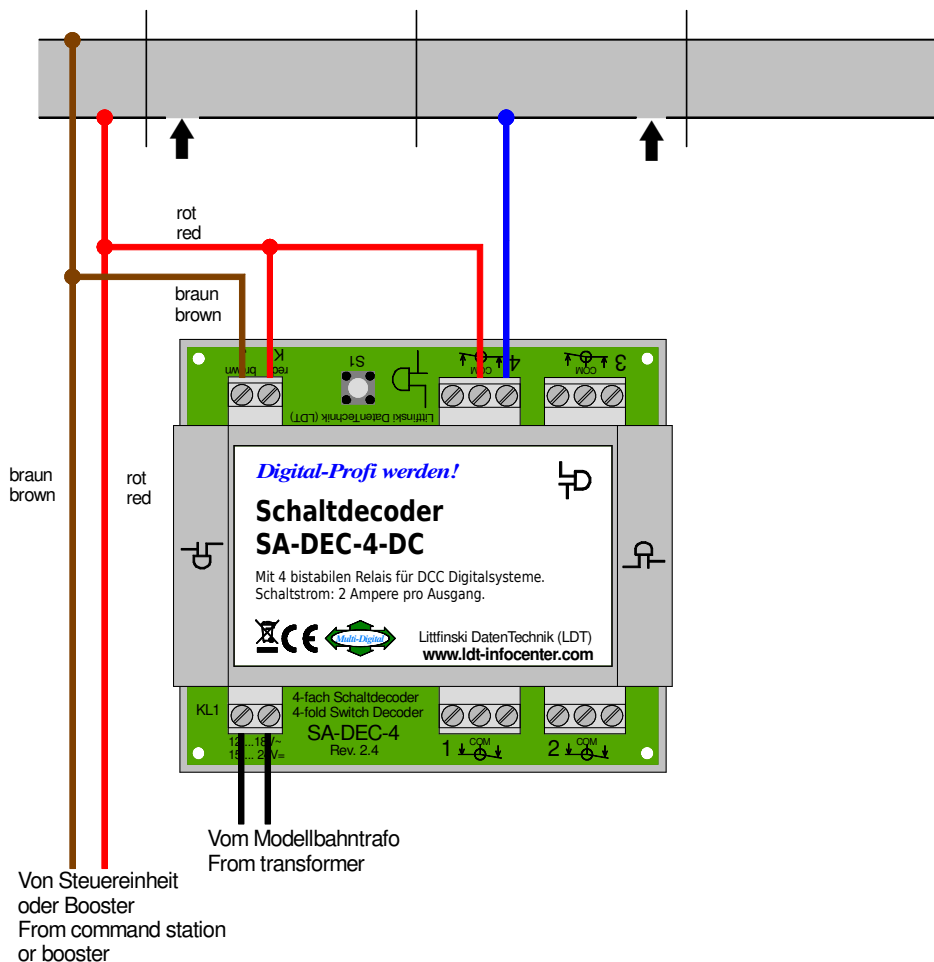 rot
red
braun
brown
braun
brown
rot
red
S1
COM
4
COM
3
Littfinski DatenTechnik (LDT)
Digital-Profi werden!
Schaltdecoder
SA-DEC-4-DC
Mit 4 bistabilen Relais für DCC Digitalsysteme.
Schaltstrom: 2 Ampere pro Ausgang.
CE
Multi-Digital
Littfinski DatenTechnik (LDT)
www.ldt-infocenter.com
KL1
4-fach Schaltdecoder
4-fold Switch Decoder
SA-DEC-4
Rev. 2.4
1
COM
2
COM
Vom Modellbahntrafo
From transformer
Von Steuereinheit
oder Booster
From command station
or booster